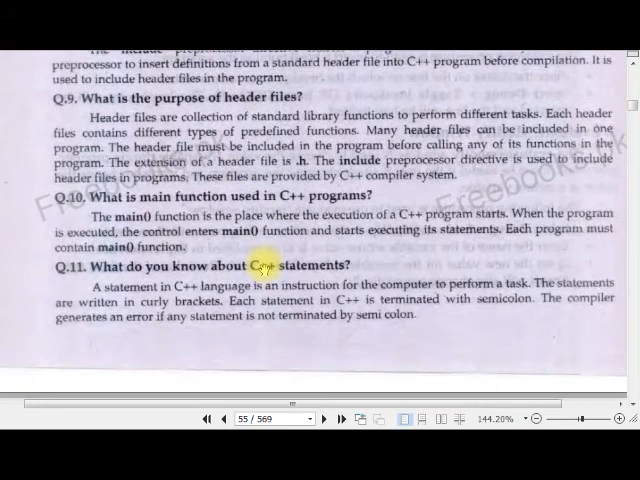 preprocessor to insert definitions from a standard header file into C++ program before compilation. It is
used to include header files in the program.
Q.9. What is the purpose of header files?
Header files are collection of standard library functions to perform different tasks. Each header
files contains different types of predefined functions. Many header files can be included in one
program. The header file must be included in the program before calling any of its functions in the
program. The extension of a header file is .h. The include preprocessor directive is used to include
header files in programs. These files are provided by C++ compiler system.
Q.10. What is main function used in C++ programs?
The main() function is the place where the execution of a C++ program starts. When the program
is executed, the control enters main() function and starts executing its statements. Each program must
contain main() function.
Q.11. What do you know about C++ statements?
A statement in C++ language is an instruction for the computer to perform a task. The statements
are written in curly brackets. Each statement in C++ is terminated with semicolon. The compiler
generates an error if any statement is not terminated by semi colon.
55 / 569
144.20%